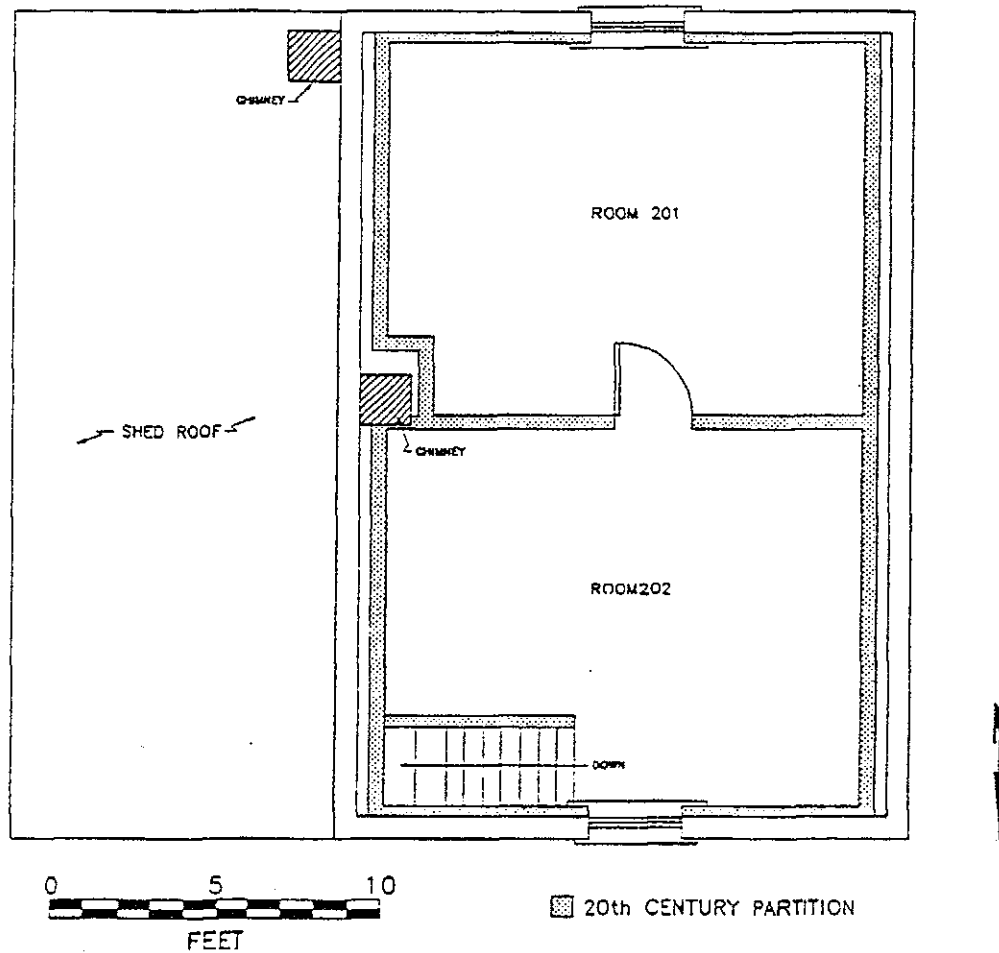 CHIMNEY
ROOM 201
SHED ROOF
CHIMNEY
ROOM202
DOWN
0 5 10
FEET
20th CENTURY PARTITION